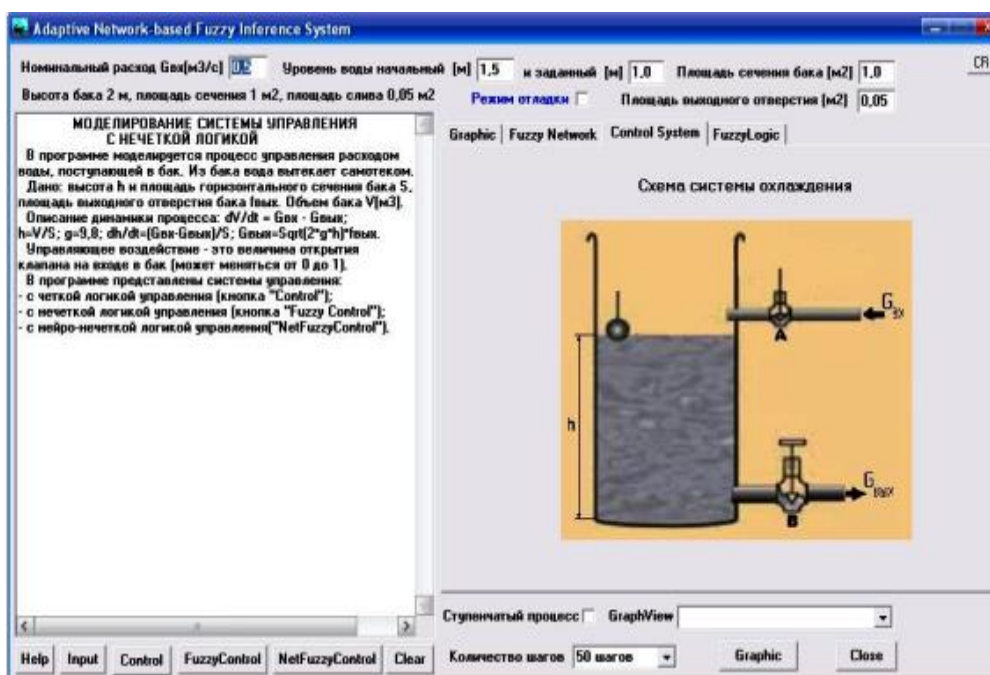 Adaptive Network-based Fuzzy Inference System
Номинальный расход Gвх[м3/с] 0,5 Уровень воды начальный [м] 1,5 и заданный [м] 1,0 Площадь сечения бака [м2] 1,0
Высота бака 2 м, площадь сечения 1 м2, площадь слива 0,05 м2 Режим отладки Площадь выходного отверстия [м2] 0,05
МОДЕЛИРОВАНИЕ СИСТЕМЫ УПРАВЛЕНИЯ
С НЕЧЕТКОЙ ЛОГИКОЙ
В программе моделируется процесс управления расходом
воды, поступающей в бак. Из бака вода вытекает самотеком.
Дано: высота h и площадь горизонтального сечения бака S,
площадь выходного отверстия бака fвых. Объем бака V[м3].
Описание динамики процесса: dV/dt = Gвх - Gвых;
h=V/S; g=9,8; dh/dt=(Gвх-Gвых)/S; Gвых=Sqrt(2*g*h)*fвых.
Управляющее воздействие - это величина открытия
клапана на входе в бак (может меняться от 0 до 1).
В программе представлены системы управления:
- с четкой логикой управления (кнопка "Control");
- с нечеткой логикой управления (кнопка "Fuzzy Control");
- с нейро-нечеткой логикой управления("NetFuzzyControl").
Graphic Fuzzy Network Control System FuzzyLogic
Схема системы охлаждения
G вх
A
h
G вых
B
Ступенчатый процесс GraphView
Help Input Control FuzzyControl NetFuzzyControl Clear Количество шагов 50 шагов Graphic Close